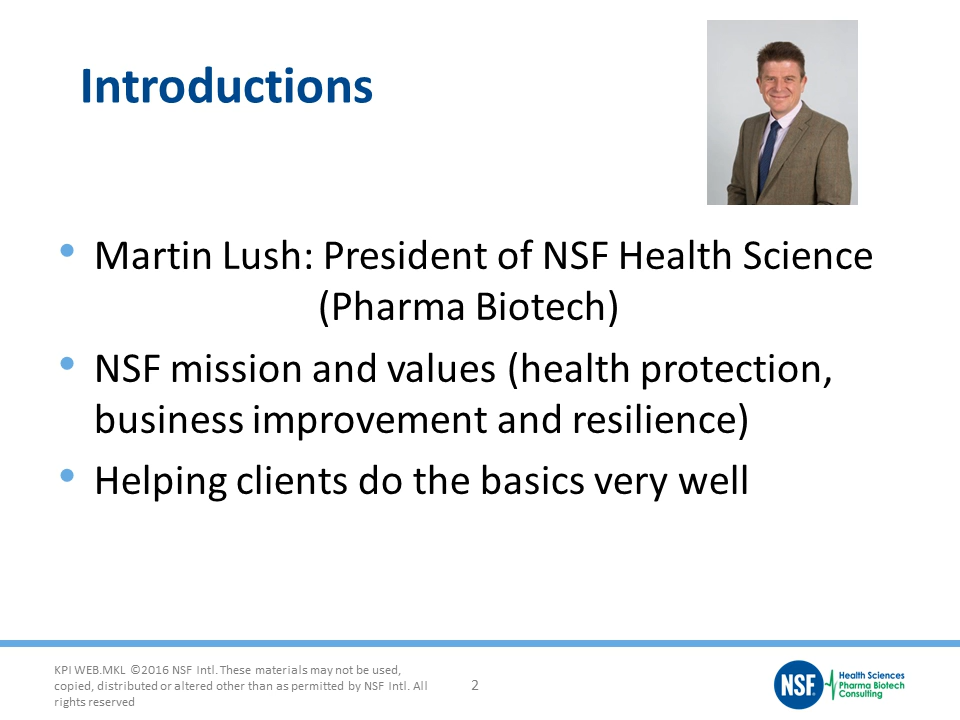 Introductions
• Martin Lush: President of NSF Health Science
(Pharma Biotech)
• NSF mission and values (health protection,
business improvement and resilience)
• Helping clients do the basics very well
KPI WEB.MKL ©2016 NSF Intl. These materials may not be used,
copied, distributed or altered other than as permitted by NSF Intl. All
rights reserved
2
NSF
Health Sciences
Pharma Biotech
Consulting